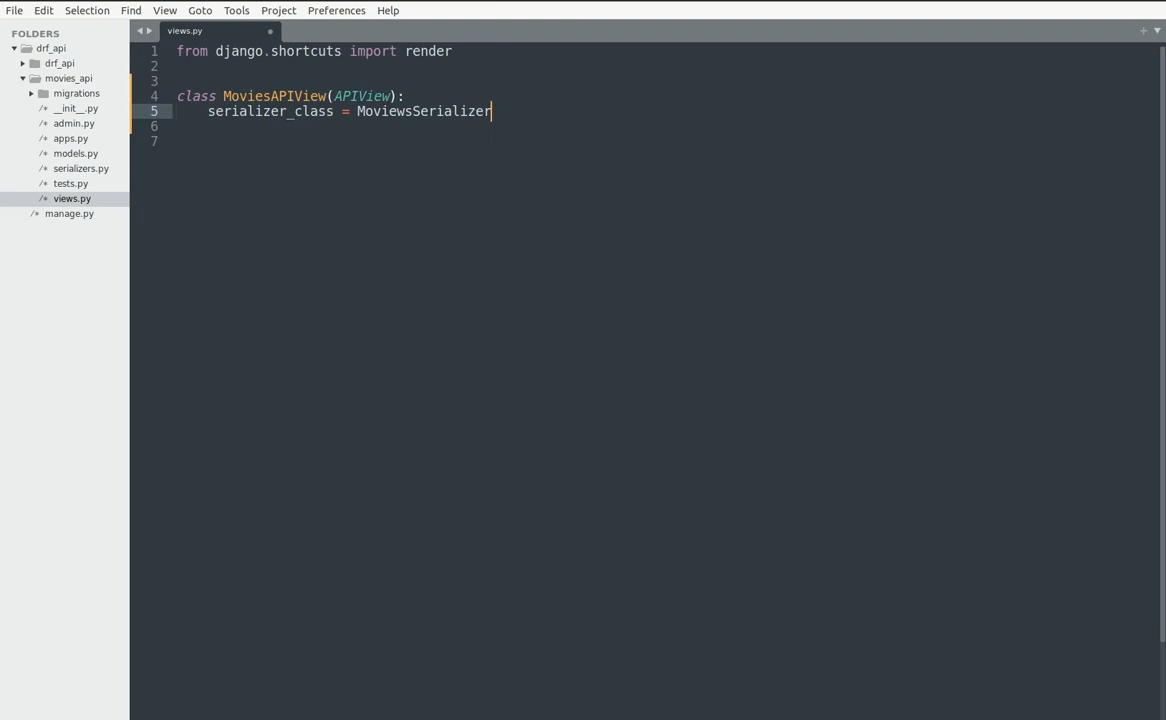 File Edit Selection Find View Goto Tools Project Preferences Help
FOLDERS
drf_api
drf_api
movies_api
migrations
/* __init__.py
/* admin.py
/* apps.py
/* models.py
/* serializers.py
/* tests.py
/* views.py
/* manage.py
views.py
1 from django.shortcuts import render
2
3
4 class MoviesAPIView(APIView):
5 serializer_class = MoviewsSerializer
6
7